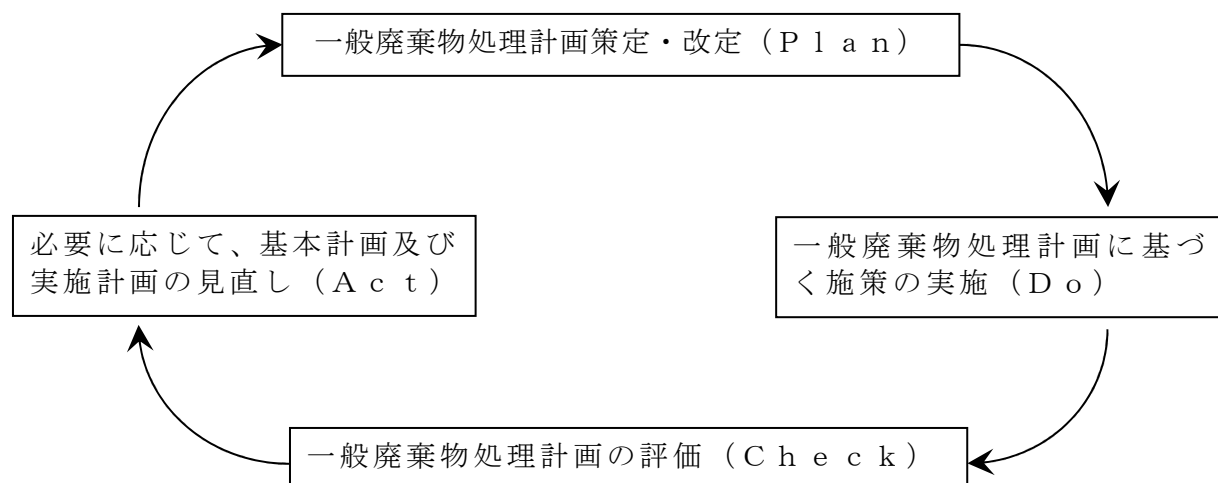 一般廃棄物処理計画策定・改定（Ｐｌａｎ）
必要に応じて、基本計画及び
実施計画の見直し（Ａｃｔ）
一般廃棄物処理計画に基づ
く施策の実施（Ｄｏ）
一般廃棄物処理計画の評価（Ｃｈｅｃｋ）